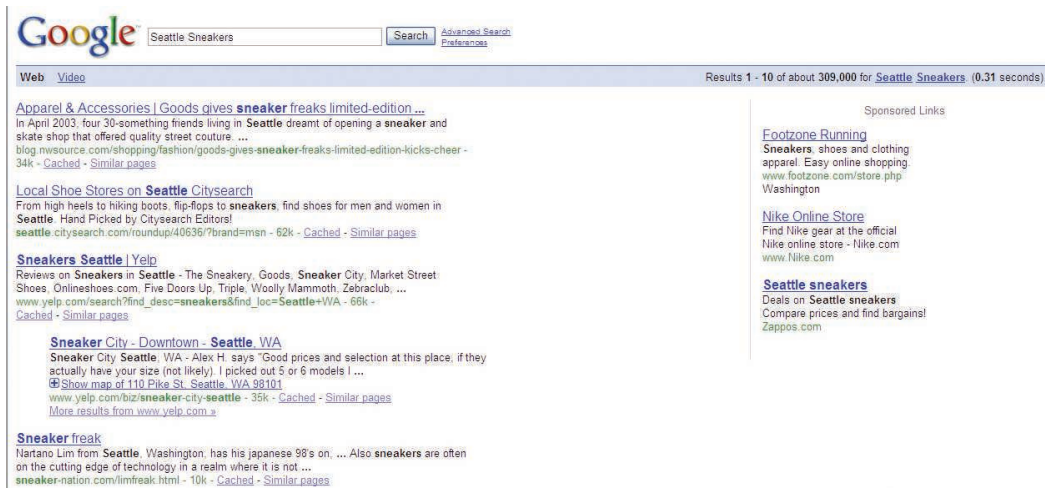 Google
Seattle Sneakers
Search
Advanced Search
Preferences
Web Video
Results 1 - 10 of about 309,000 for Seattle Sneakers. (0.31 seconds)
Apparel & Accessories | Goods gives sneaker freaks limited-edition ...
In April 2003, four 30-something friends living in Seattle dreamt of opening a sneaker and
skate shop that offered quality street couture. ...
blog.nwsource.com/shopping/fashion/goods-gives-sneaker-freaks-limited-edition-kicks-cheer -
34k - Cached - Similar pages
Local Shoe Stores on Seattle Citysearch
From high heels to hiking boots, flip-flops to sneakers, find shoes for men and women in
Seattle. Hand Picked by Citysearch Editors!
seattle.citysearch.com/roundup/40636/?brand=msn - 62k - Cached - Similar pages
Sneakers Seattle | Yelp
Reviews on Sneakers in Seattle - The Sneakery, Goods, Sneaker City, Market Street
Shoes, Onlineshoes.com, Five Doors Up, Triple, Woolly Mammoth, Zebraclub, ...
www.yelp.com/search?find_desc=sneakers&find_loc=Seattle+WA - 66k -
Cached - Similar pages
Sneaker City - Downtown - Seattle, WA
Sneaker City Seattle, WA - Alex H. says "Good prices and selection at this place, if they
actually have your size (not likely). I picked out 5 or 6 models I ...
Show map of 110 Pike St, Seattle, WA 98101
www.yelp.com/biz/sneaker-city-seattle - 35k - Cached - Similar pages
More results from www.yelp.com »
Sneaker freak
Nartano Lim from Seattle, Washington, has his japanese 98's on, ... Also sneakers are often
on the cutting edge of technology in a realm where it is not ...
sneaker-nation.com/limfreak.html - 10k - Cached - Similar pages
Sponsored Links
Footzone Running
Sneakers, shoes and clothing
apparel. Easy online shopping.
www.footzone.com/store.php
Washington
Nike Online Store
Find Nike gear at the official
Nike online store - Nike.com
www.Nike.com
Seattle sneakers
Deals on Seattle sneakers
Compare prices and find bargains!
Zappos.com